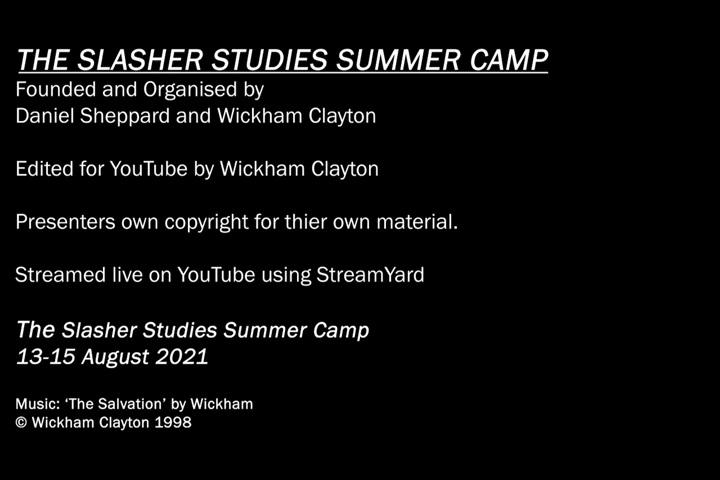 THE SLASHER STUDIES SUMMER CAMP
Founded and Organised by
Daniel Sheppard and Wickham Clayton
Edited for YouTube by Wickham Clayton
Presenters own copyright for thier own material.
Streamed live on YouTube using StreamYard
The Slasher Studies Summer Camp
13-15 August 2021
Music: ‘The Salvation’ by Wickham
© Wickham Clayton 1998